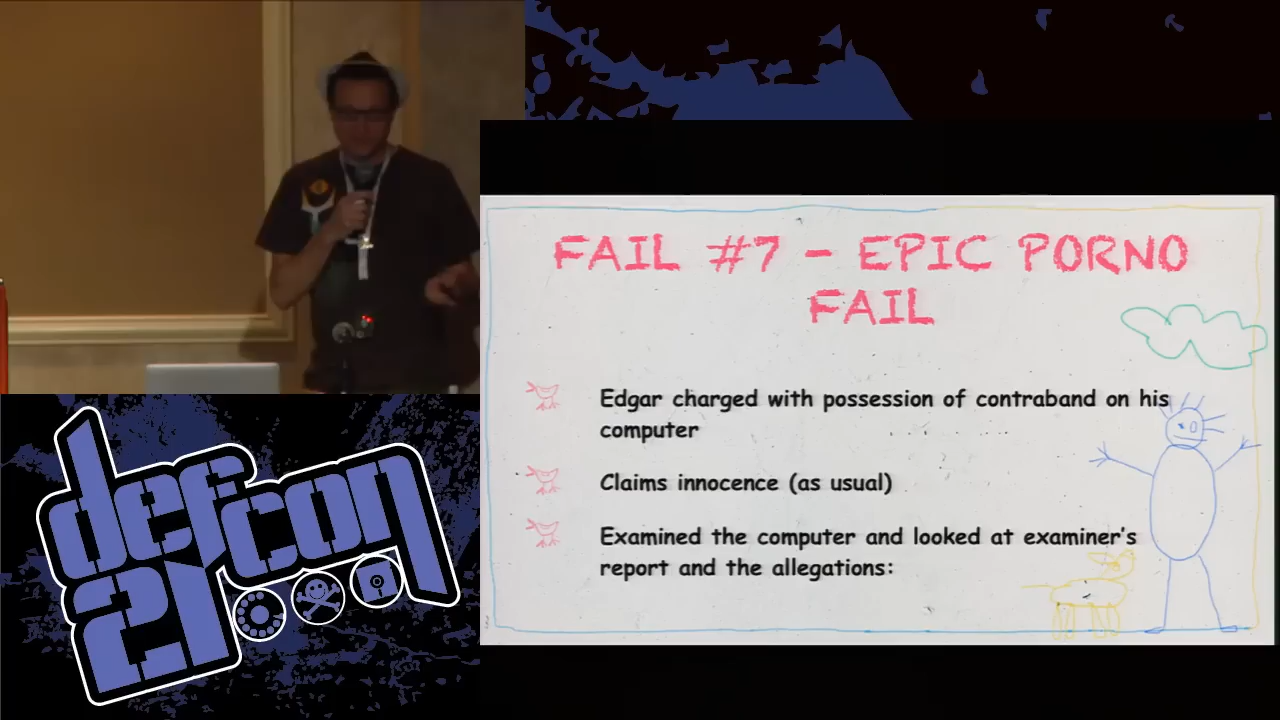 FAIL #7 - EPIC PORNO
FAIL
Edgar charged with possession of contraband on his
computer
Claims innocence (as usual)
Examined the computer and looked at examiner's
report and the allegations:
defcon
21